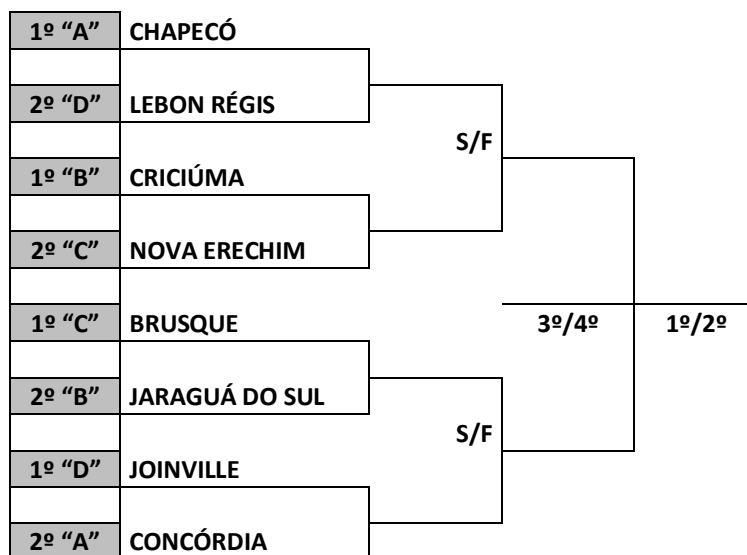 1º “A” CHAPECÓ
2º “D” LEBON RÉGIS
S/F
1º “B” CRICIÚMA
2º “C” NOVA ERECHIM
1º “C” BRUSQUE 3º/4º 1º/2º
2º “B” JARAGUÁ DO SUL
S/F
1º “D” JOINVILLE
2º “A” CONCÓRDIA